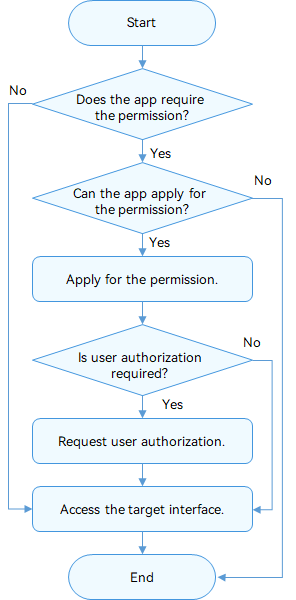 Start
No
Does the app require
the permission?
Yes
No
Can the app apply for
the permission?
Yes
Apply for the permission.
No
Is user authorization
required?
Yes
Request user authorization.
Access the target interface.
End